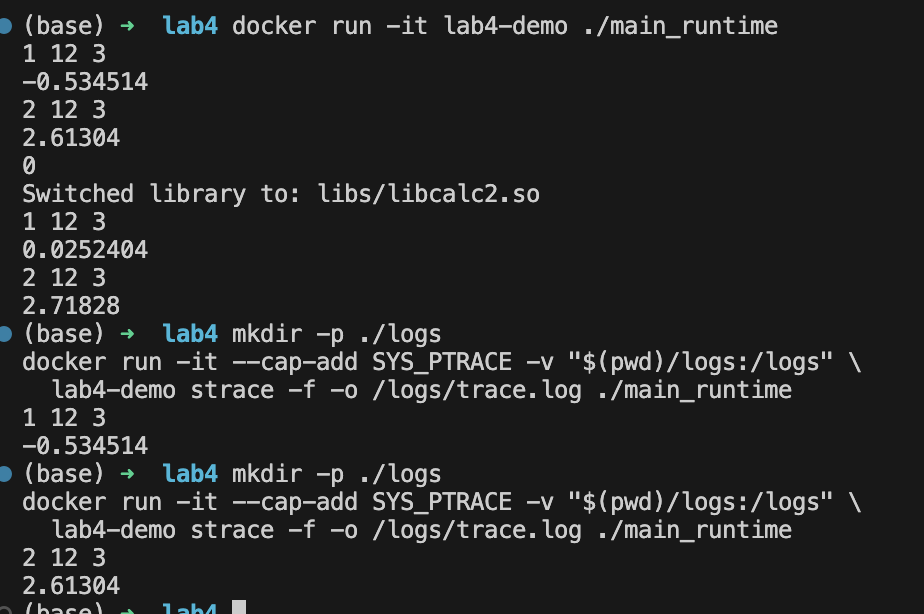 (base) ➜  lab4 docker run -it lab4-demo ./main_runtime
1 12 3
-0.534514
2 12 3
2.61304
0
Switched library to: libs/libcalc2.so
1 12 3
0.0252404
2 12 3
2.71828
(base) ➜  lab4 mkdir -p ./logs
docker run -it --cap-add SYS_PTRACE -v "$(pwd)/logs:/logs" \
  lab4-demo strace -f -o /logs/trace.log ./main_runtime
1 12 3
-0.534514
(base) ➜  lab4 mkdir -p ./logs
docker run -it --cap-add SYS_PTRACE -v "$(pwd)/logs:/logs" \
  lab4-demo strace -f -o /logs/trace.log ./main_runtime
2 12 3
2.61304
(base) ➜  lab4